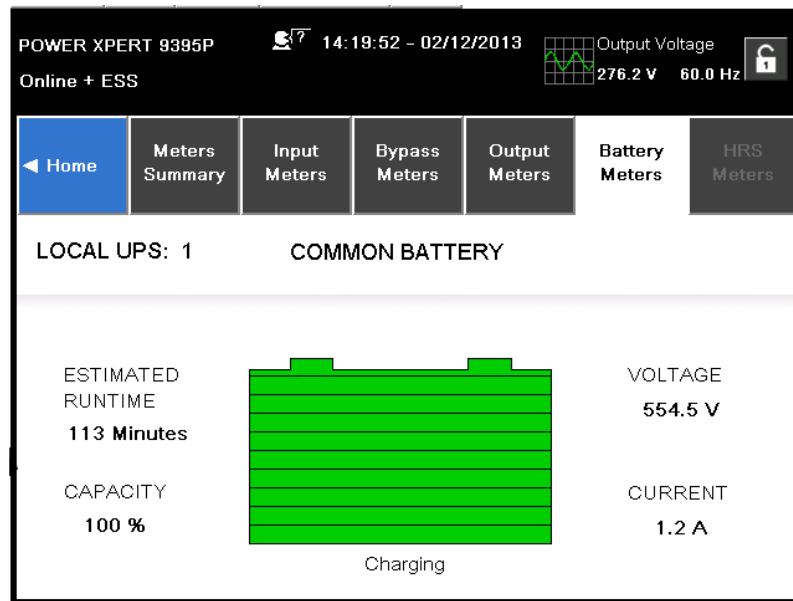 POWER XPERT 9395P
? 14:19:52 - 02/12/2013
Output Voltage
Online + ESS
276.2 V 60.0 Hz
1
Home
Meters Summary
Input Meters
Bypass Meters
Output Meters
Battery Meters
HRS Meters
LOCAL UPS: 1 COMMON BATTERY
ESTIMATED
RUNTIME
113 Minutes
VOLTAGE
554.5 V
CAPACITY
100 %
CURRENT
1.2 A
Charging